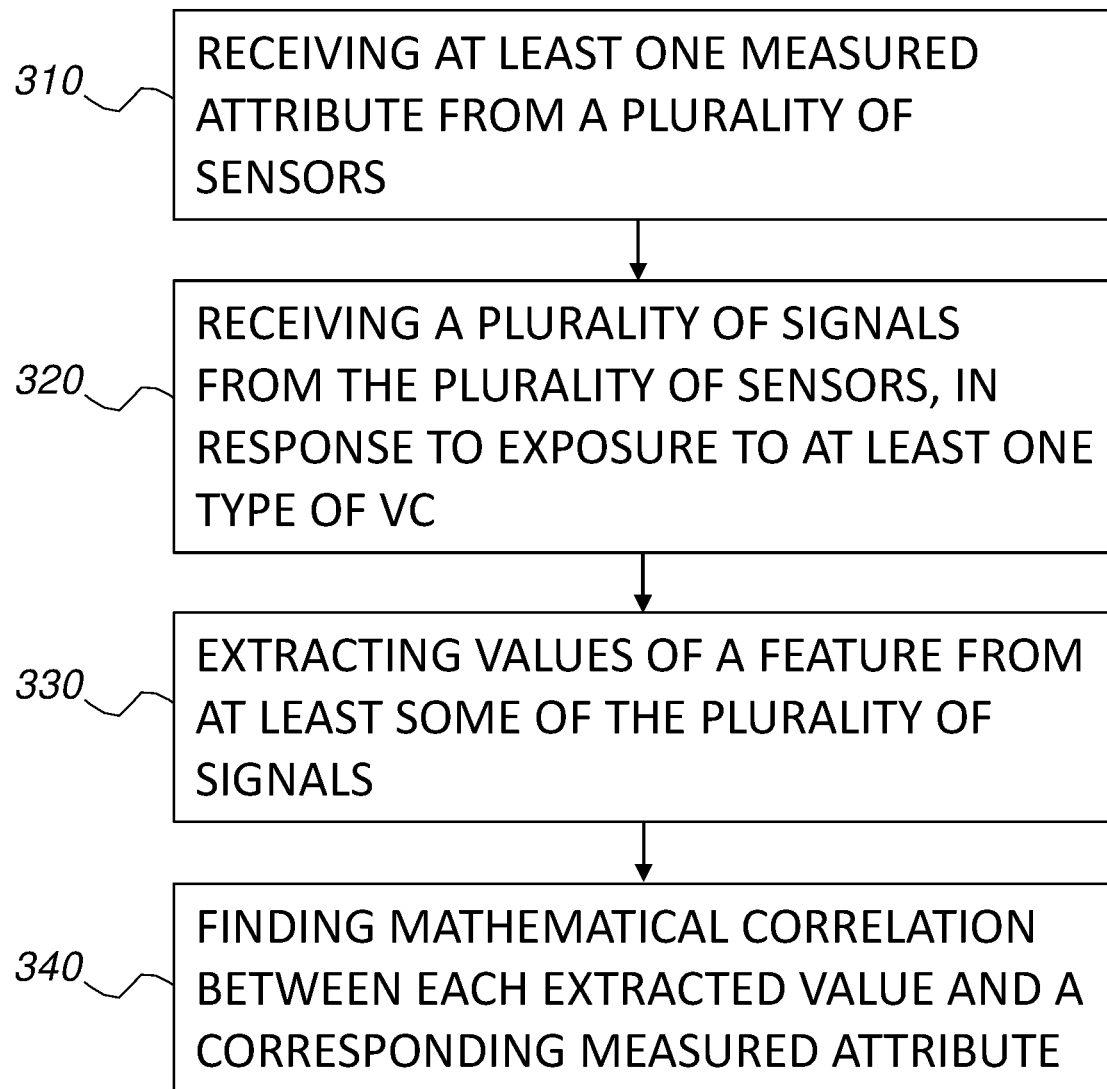 310
RECEIVING AT LEAST ONE MEASURED
ATTRIBUTE FROM A PLURALITY OF
SENSORS
320
RECEIVING A PLURALITY OF SIGNALS
FROM THE PLURALITY OF SENSORS, IN
RESPONSE TO EXPOSURE TO AT LEAST ONE
TYPE OF VC
330
EXTRACTING VALUES OF A FEATURE FROM
AT LEAST SOME OF THE PLURALITY OF
SIGNALS
340
FINDING MATHEMATICAL CORRELATION
BETWEEN EACH EXTRACTED VALUE AND A
CORRESPONDING MEASURED ATTRIBUTE